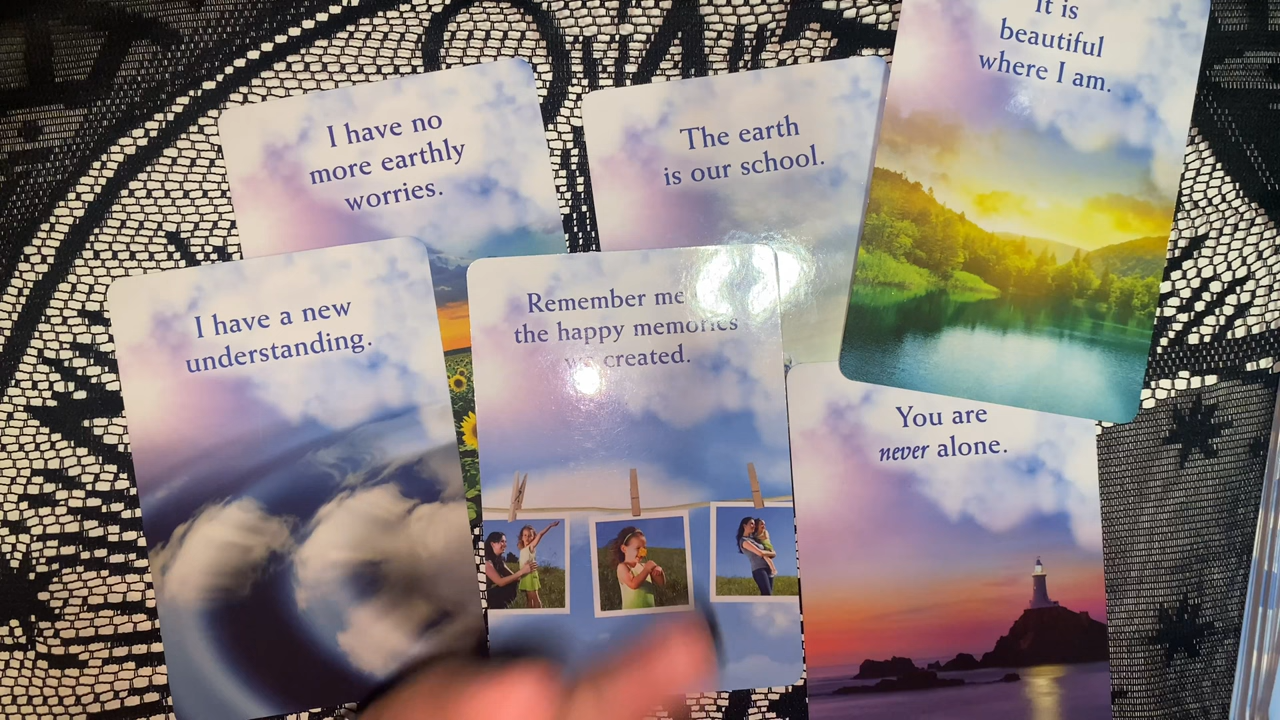 I have no
more earthly
worries.
The earth
is our school.
It is
beautiful
where I am.
I have a new
understanding.
Remember me
the happy memories
we created.
You are
never alone.